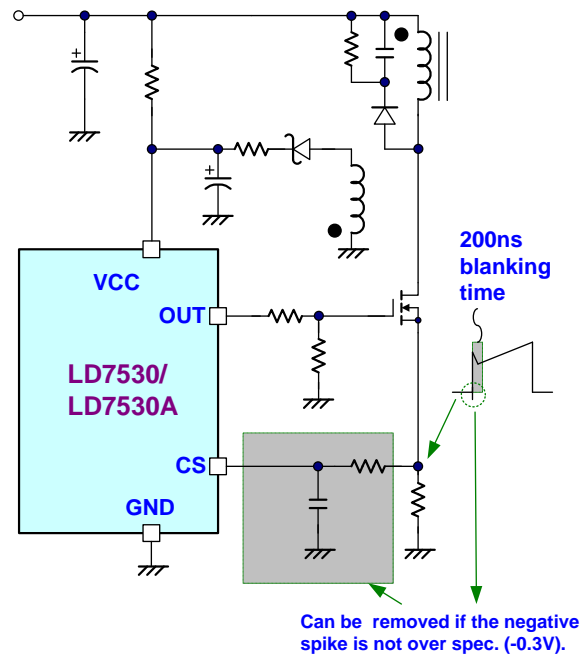 200ns
blanking
time
VCC
OUT
LD7530/
LD7530A
CS
GND
Can be removed if the negative
spike is not over spec. (-0.3V).